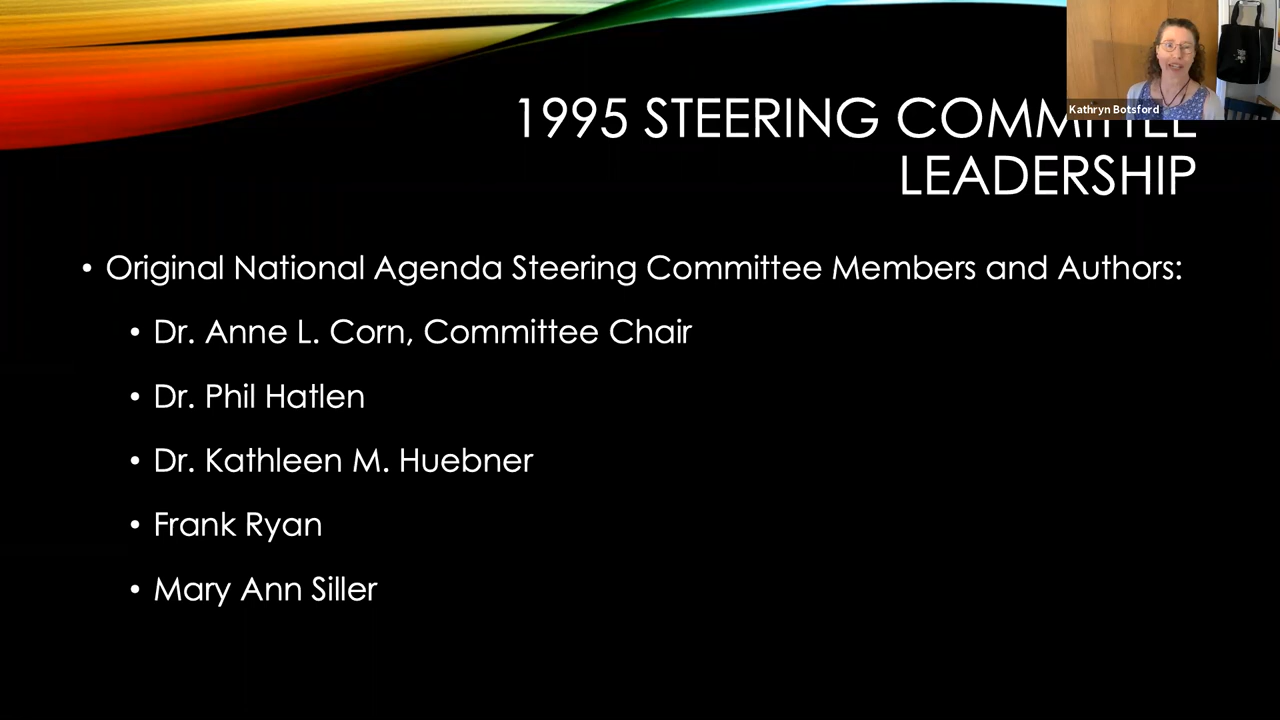 1995 STEERING COMMITTEE
LEADERSHIP
Kathryn Botsford
• Original National Agenda Steering Committee Members and Authors:
• Dr. Anne L. Corn, Committee Chair
• Dr. Phil Hatlen
• Dr. Kathleen M. Huebner
• Frank Ryan
• Mary Ann Siller